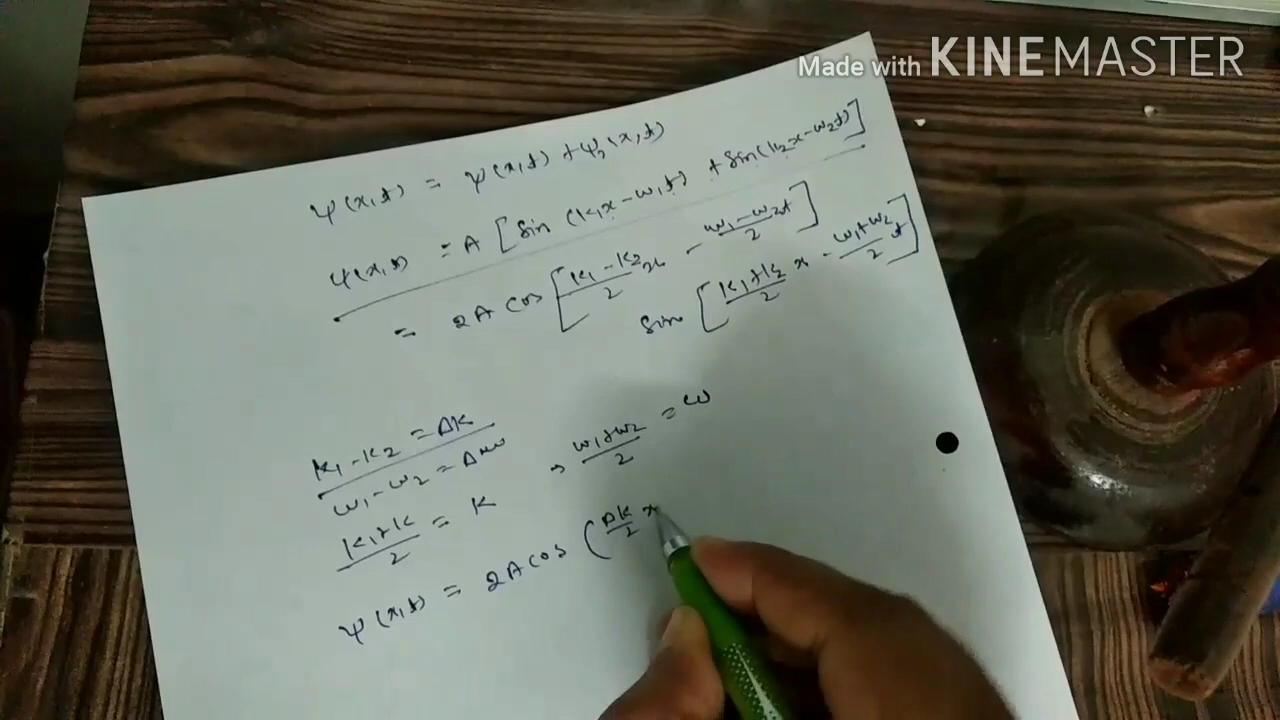 Made with KINEMASTER
ψ(x,t) = ψ(x,t) + ψ2(x,t)
ψ(x,t) = A [sin (k1x - ω1t) + sin(k2x - ω2t)]
= 2A cos [k1 - k2/2 x - ω1 - ω2/2 t]
sin [k1 + k2/2 x - ω1 + ω2/2 t]
k1 - k2 = Δk
ω1 - ω2 = Δω
k1 + k/2 = k , ω1 + ω2/2 = ω
ψ(x,t) = 2A cos (Δk/2 x